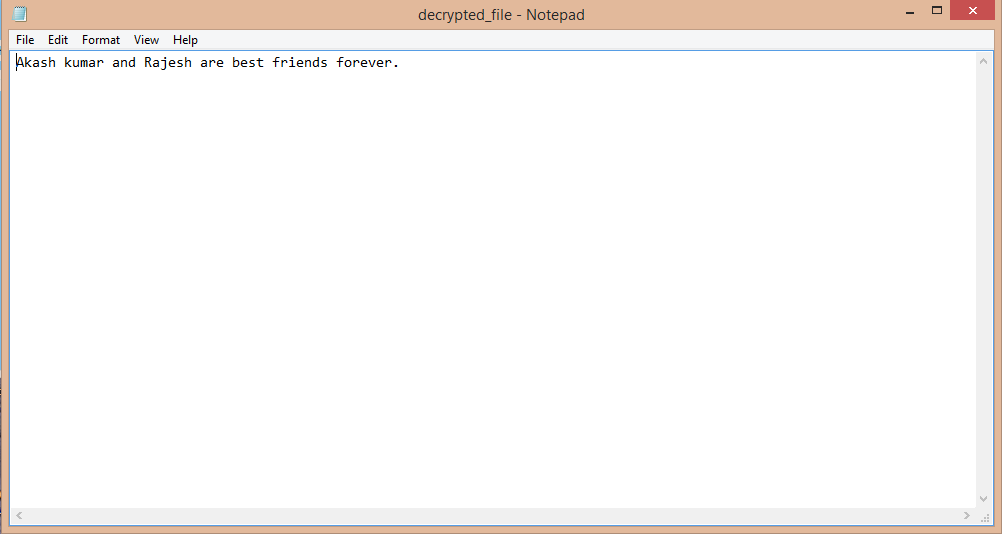 decrypted_file - Notepad
File Edit Format View Help
Akash kumar and Rajesh are best friends forever.